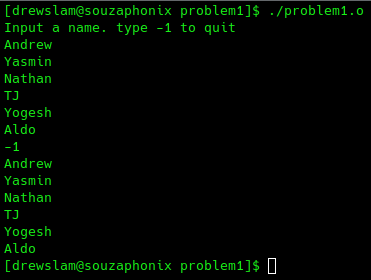 [drewslam@souzaphonix problem1]$ ./problem1.o
Input a name. type -1 to quit
Andrew
Yasmin
Nathan
TJ
Yogesh
Aldo
-1
Andrew
Yasmin
Nathan
TJ
Yogesh
Aldo
[drewslam@souzaphonix problem1]$